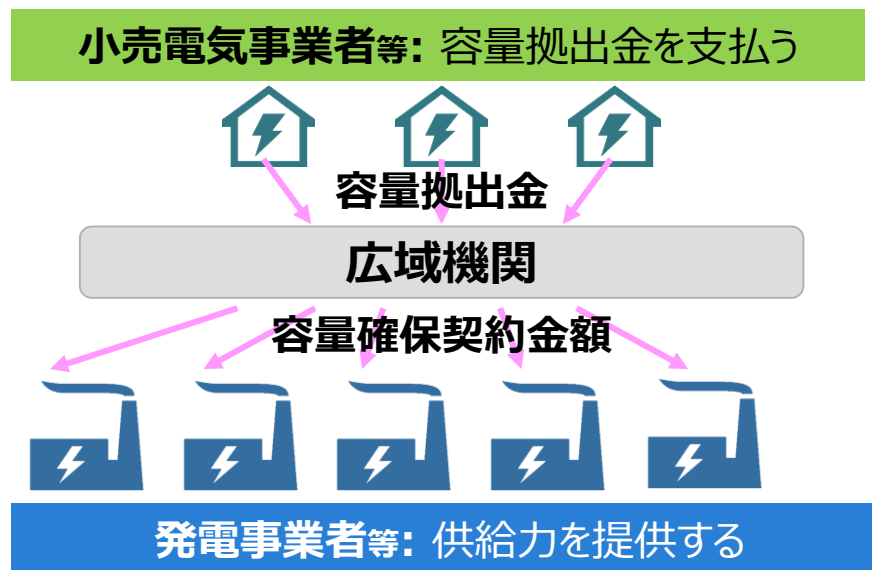 小売電気事業者等: 容量拠出金を支払う
容量拠出金
広域機関
容量確保契約金額
発電事業者等: 供給力を提供する